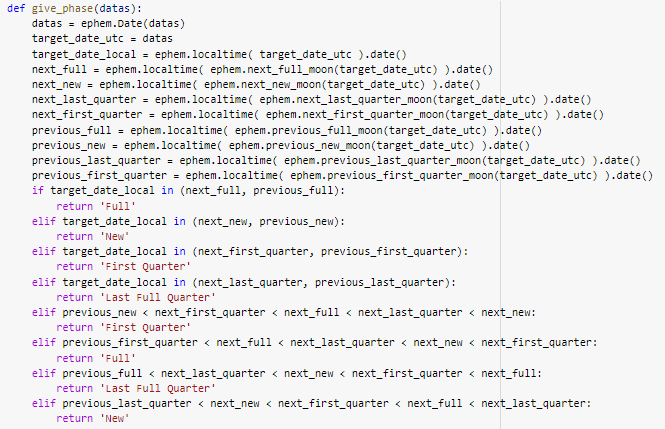 def give_phase(datas):
    datas = ephem.Date(datas)
    target_date_utc = datas
    target_date_local = ephem.localtime( target_date_utc ).date()
    next_full = ephem.localtime( ephem.next_full_moon(target_date_utc) ).date()
    next_new = ephem.localtime( ephem.next_new_moon(target_date_utc) ).date()
    next_last_quarter = ephem.localtime( ephem.next_last_quarter_moon(target_date_utc) ).date()
    next_first_quarter = ephem.localtime( ephem.next_first_quarter_moon(target_date_utc) ).date()
    previous_full = ephem.localtime( ephem.previous_full_moon(target_date_utc) ).date()
    previous_new = ephem.localtime( ephem.previous_new_moon(target_date_utc) ).date()
    previous_last_quarter = ephem.localtime( ephem.previous_last_quarter_moon(target_date_utc) ).date()
    previous_first_quarter = ephem.localtime( ephem.previous_first_quarter_moon(target_date_utc) ).date()
    if target_date_local in (next_full, previous_full):
        return 'Full'
    elif target_date_local in (next_new, previous_new):
        return 'New'
    elif target_date_local in (next_first_quarter, previous_first_quarter):
        return 'First Quarter'
    elif target_date_local in (next_last_quarter, previous_last_quarter):
        return 'Last Full Quarter'
    elif previous_new < next_first_quarter < next_full < next_last_quarter < next_new:
        return 'First Quarter'
    elif previous_first_quarter < next_full < next_last_quarter < next_new < next_first_quarter:
        return 'Full'
    elif previous_full < next_last_quarter < next_new < next_first_quarter < next_full:
        return 'Last Full Quarter'
    elif previous_last_quarter < next_new < next_first_quarter < next_full < next_last_quarter:
        return 'New'